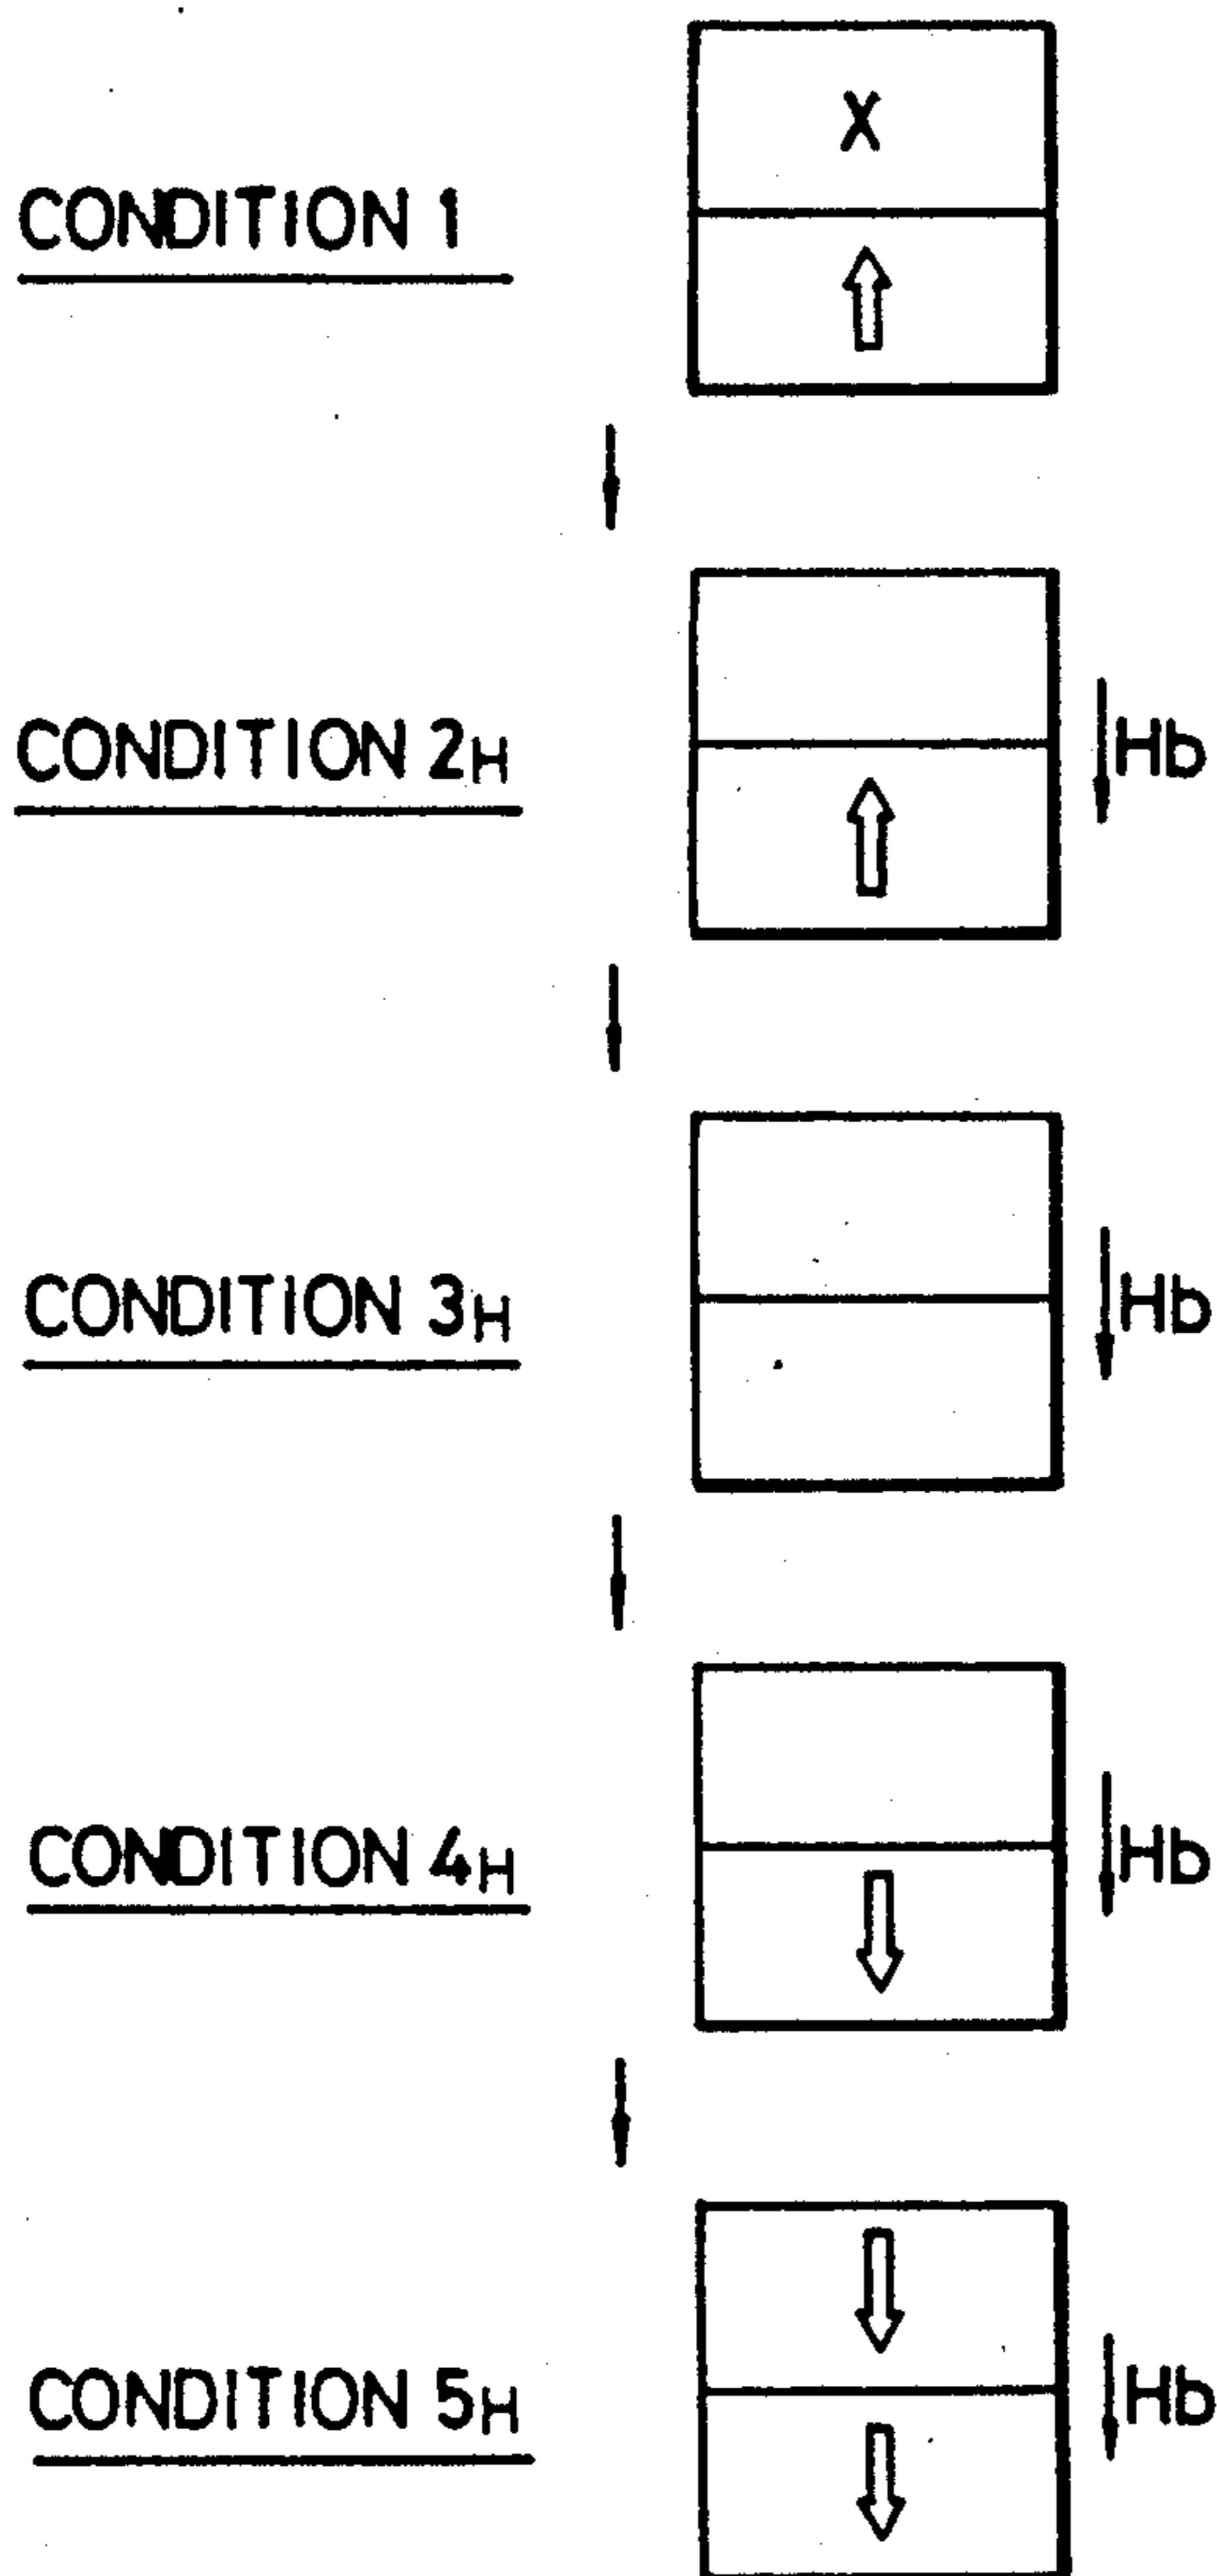 X
CONDITION 1
CONDITION 2H
Hb
CONDITION 3H
Hb
CONDITION 4H
Hb
CONDITION 5H
Hb